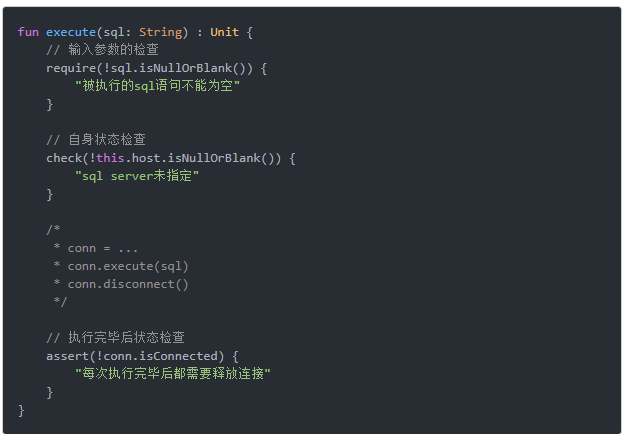 fun execute(sql: String) : Unit {
    // 输入参数的检查
    require(!sql.isNullOrBlank()) {
        "被执行的sql语句不能为空"
    }

    // 自身状态检查
    check(!this.host.isNullOrBlank()) {
        "sql server未指定"
    }

    /*
     * conn = ...
     * conn.execute(sql)
     * conn.disconnect()
     */

    // 执行完毕后状态检查
    assert(!conn.isConnected) {
        "每次执行完毕后都需要释放连接"
    }
}